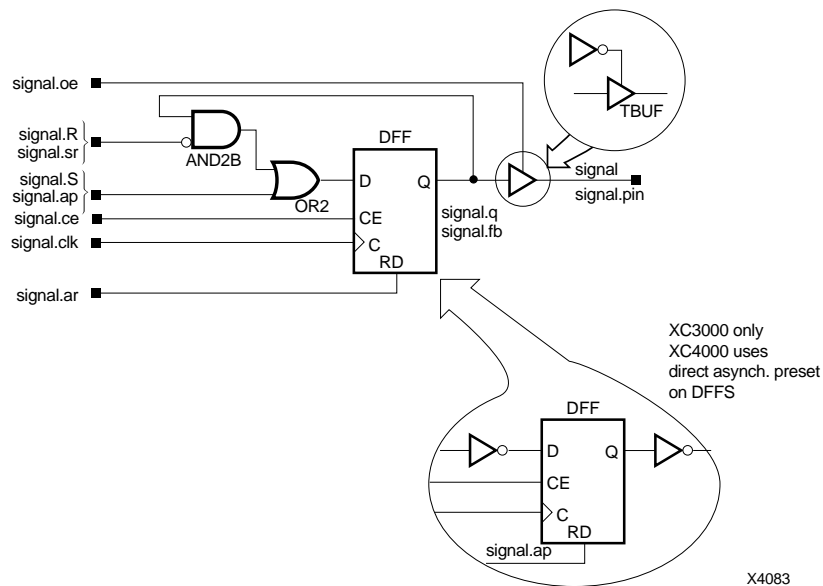 signal.oe
TBUF
signal.R
signal.sr
AND2B
DFF
signal.S
signal.ap
D
Q
signal
OR2
signal.pin
signal.q
signal.fb
signal.ce
CE
signal.clk
C
RD
signal.ar
XC3000 only
XC4000 uses
direct asynch. preset
on DFFS
DFF
D
Q
CE
C
RD
signal.ap
X4083